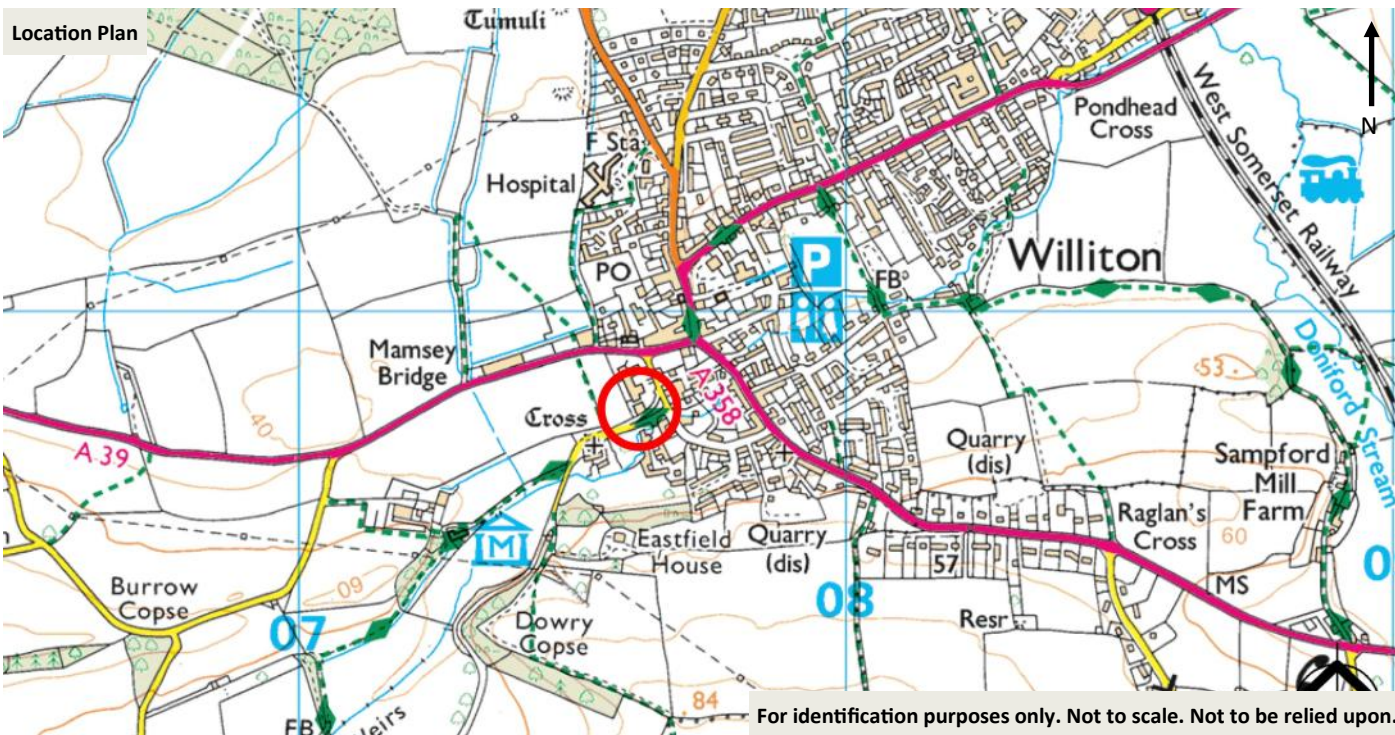 Location Plan
Tumuli
N
F Sta
Hospital
Pondhead
Cross
West Somerset Railway
PO
P
FB
Williton
Mamsey
Bridge
Doniford Stream
53
A 358
40
Cross
A 39
Quarry
(dis)
Sampford
Mill
Farm
M
Eastfield
House
Quarry
(dis)
Raglan's
Cross
60
57
MS
0
Burrow
Copse
60
07
08
Dowry
Copse
Resr
84
FB
Weirs
For identification purposes only. Not to scale. Not to be relied upon.